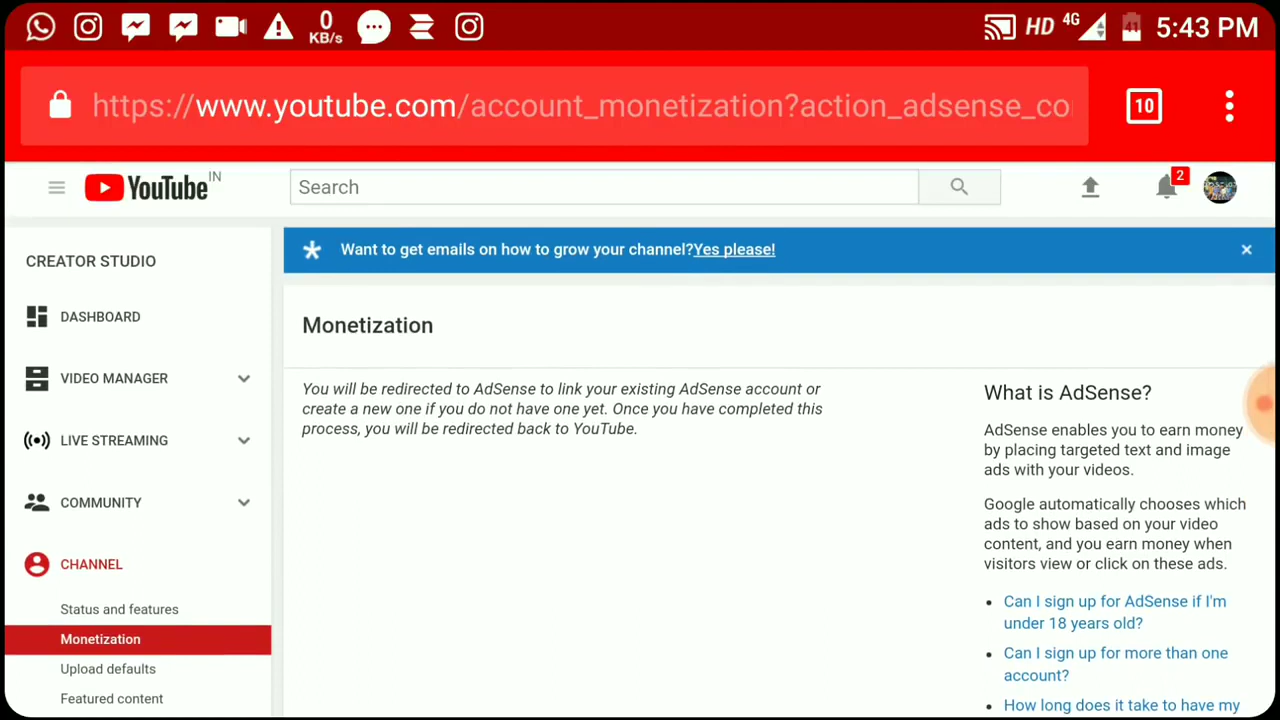 0
KB/s
HD 4G 41 5:43 PM
https://www.youtube.com/account_monetization?action_adsense_co
10
YouTube IN
Search
2
CREATOR STUDIO
DASHBOARD
VIDEO MANAGER
LIVE STREAMING
COMMUNITY
CHANNEL
Status and features
Monetization
Upload defaults
Featured content
Want to get emails on how to grow your channel?Yes please!
Monetization
You will be redirected to AdSense to link your existing AdSense account or
create a new one if you do not have one yet. Once you have completed this
process, you will be redirected back to YouTube.
What is AdSense?
AdSense enables you to earn money
by placing targeted text and image
ads with your videos.
Google automatically chooses which
ads to show based on your video
content, and you earn money when
visitors view or click on these ads.
Can I sign up for AdSense if I'm
under 18 years old?
Can I sign up for more than one
account?
How long does it take to have my